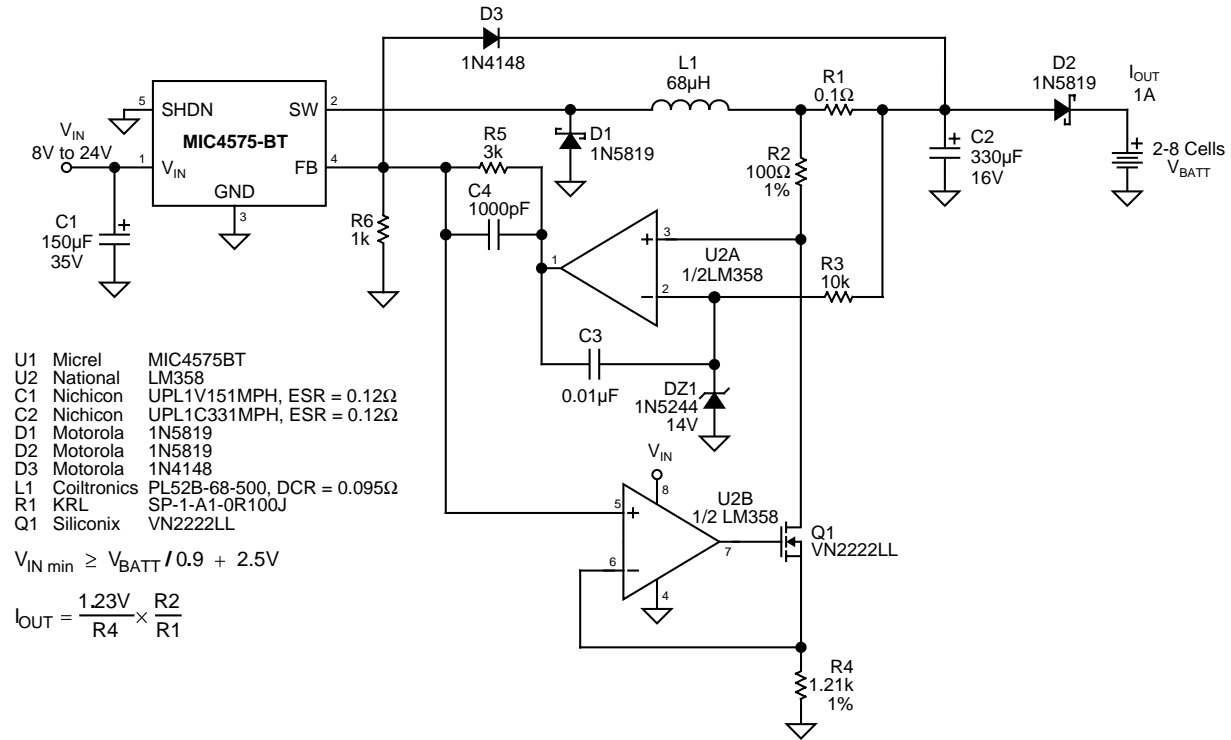 D3
1N4148
L1
68µH
R1
0.1Ω
D2
1N5819
I_OUT
1A
5 SHDN SW 2
MIC4575-BT
V_IN
8V to 24V
1 V_IN FB 4
GND
3
C1
150µF
35V
D1
1N5819
R5
3k
C4
1000pF
R6
1k
R2
100Ω
1%
C2
330µF
16V
2-8 Cells
V_BATT
+
+
+
+ 3
1
U2A
1/2LM358
– 2
R3
10k
C3
0.01µF
DZ1
1N5244
14V
U1 Micrel MIC4575BT
U2 National LM358
C1 Nichicon UPL1V151MPH, ESR = 0.12Ω
C2 Nichicon UPL1C331MPH, ESR = 0.12Ω
D1 Motorola 1N5819
D2 Motorola 1N5819
D3 Motorola 1N4148
L1 Coiltronics PL52B-68-500, DCR = 0.095Ω
R1 KRL SP-1-A1-0R100J
Q1 Siliconix VN2222LL
V_IN min ≥ V_BATT / 0.9 + 2.5V
I_OUT = 1.23V/R4 × R2/R1
V_IN
8
5 +
U2B
1/2 LM358
7
6 –
4
Q1
VN2222LL
R4
1.21k
1%